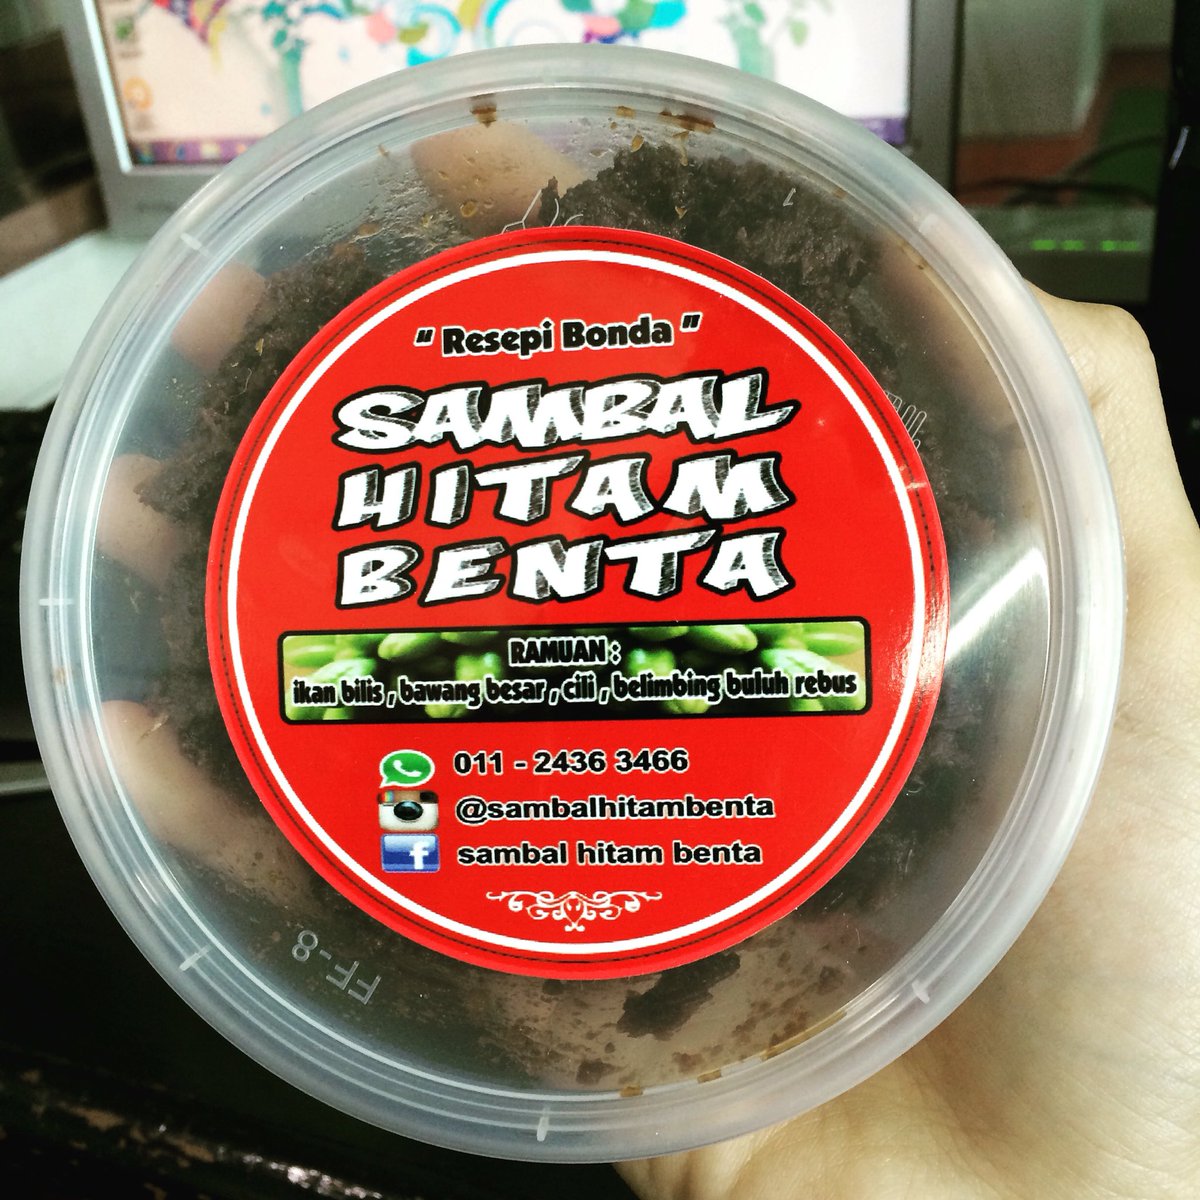 " Resepi Bonda "
SAMBAL
HITAM
BENTA
RAMUAN :
ikan bilis , bawang besar , cili , belimbing buluh rebus
011 - 2436 3466
@sambalhitambenta
f
sambal hitam benta
FF-8